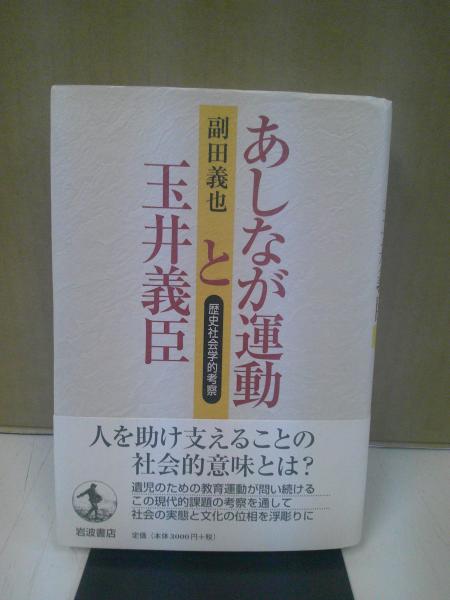 あしなが運動
と
玉井義臣
歴史社会学的考察
副田義也
人を助け支えることの
社会的意味とは?
遺児のための教育運動が問い続ける
この現代的課題の考察を通して
社会の実態と文化の位相を浮彫りに
岩波書店
定価(本体3000円+税)